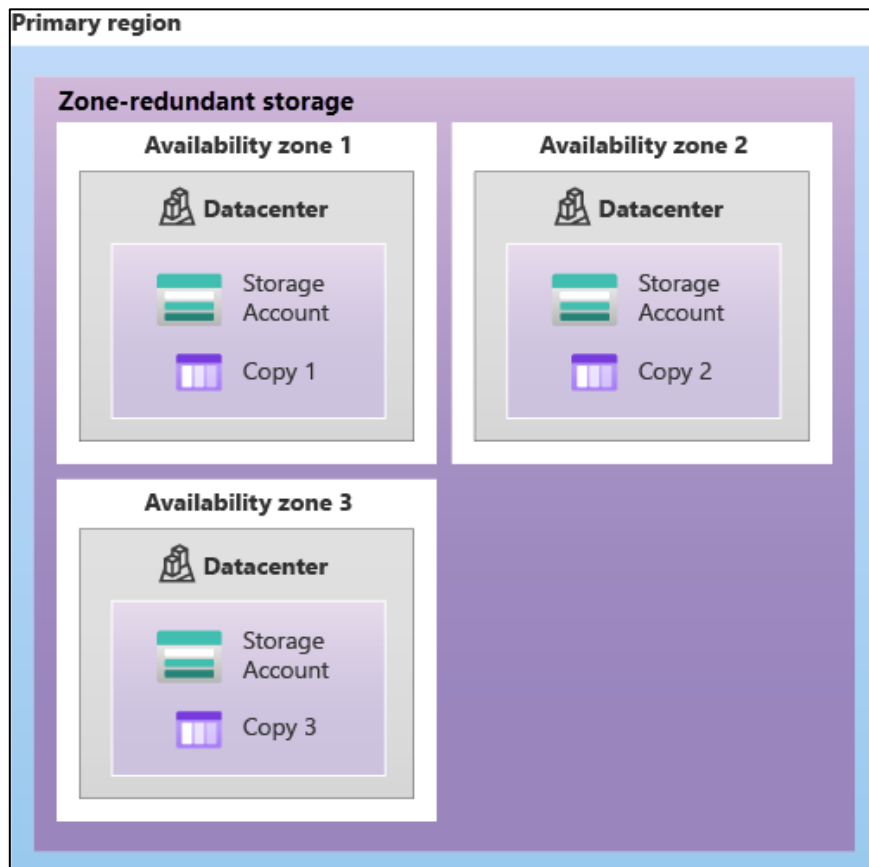 Primary region
Zone-redundant storage
Availability zone 1
Datacenter
Storage
Account
Copy 1
Availability zone 2
Datacenter
Storage
Account
Copy 2
Availability zone 3
Datacenter
Storage
Account
Copy 3